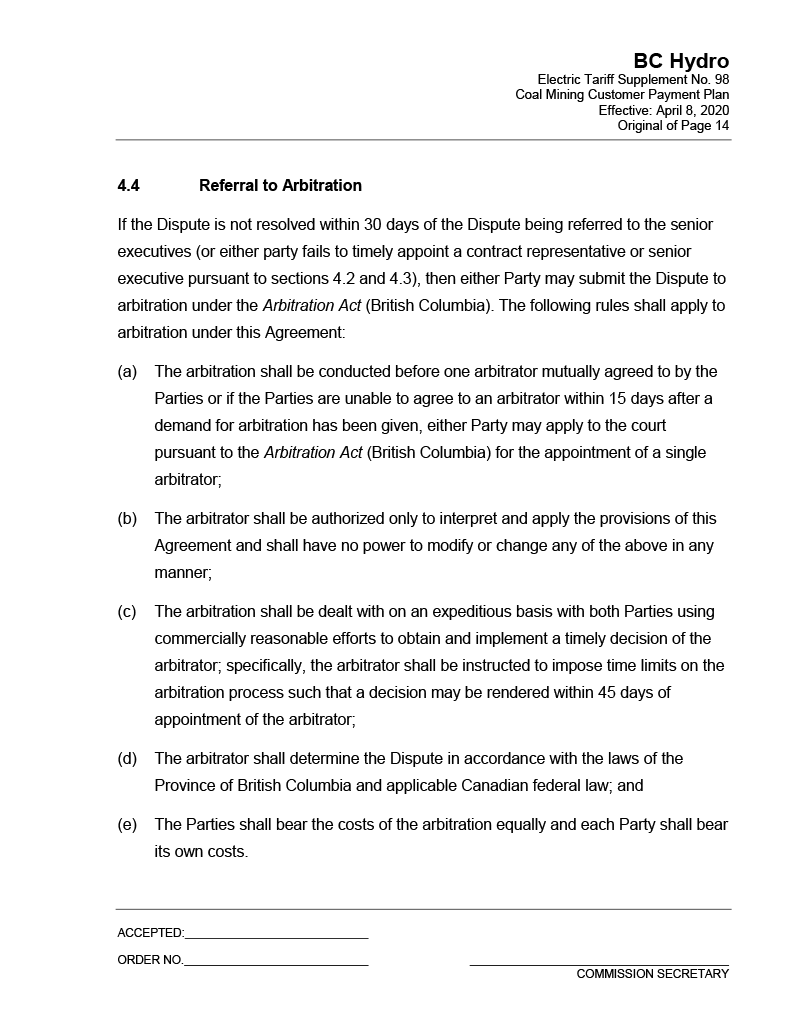 BC Hydro
Electric Tariff Supplement No. 98
Coal Mining Customer Payment Plan
Effective: April 8, 2020
Original of Page 14
4.4 Referral to Arbitration
If the Dispute is not resolved within 30 days of the Dispute being referred to the senior
executives (or either party fails to timely appoint a contract representative or senior
executive pursuant to sections 4.2 and 4.3), then either Party may submit the Dispute to
arbitration under the Arbitration Act (British Columbia). The following rules shall apply to
arbitration under this Agreement:
(a) The arbitration shall be conducted before one arbitrator mutually agreed to by the
Parties or if the Parties are unable to agree to an arbitrator within 15 days after a
demand for arbitration has been given, either Party may apply to the court
pursuant to the Arbitration Act (British Columbia) for the appointment of a single
arbitrator;
(b) The arbitrator shall be authorized only to interpret and apply the provisions of this
Agreement and shall have no power to modify or change any of the above in any
manner;
(c) The arbitration shall be dealt with on an expeditious basis with both Parties using
commercially reasonable efforts to obtain and implement a timely decision of the
arbitrator; specifically, the arbitrator shall be instructed to impose time limits on the
arbitration process such that a decision may be rendered within 45 days of
appointment of the arbitrator;
(d) The arbitrator shall determine the Dispute in accordance with the laws of the
Province of British Columbia and applicable Canadian federal law; and
(e) The Parties shall bear the costs of the arbitration equally and each Party shall bear
its own costs.
ACCEPTED:____________________________
ORDER NO.____________________________
COMMISSION SECRETARY